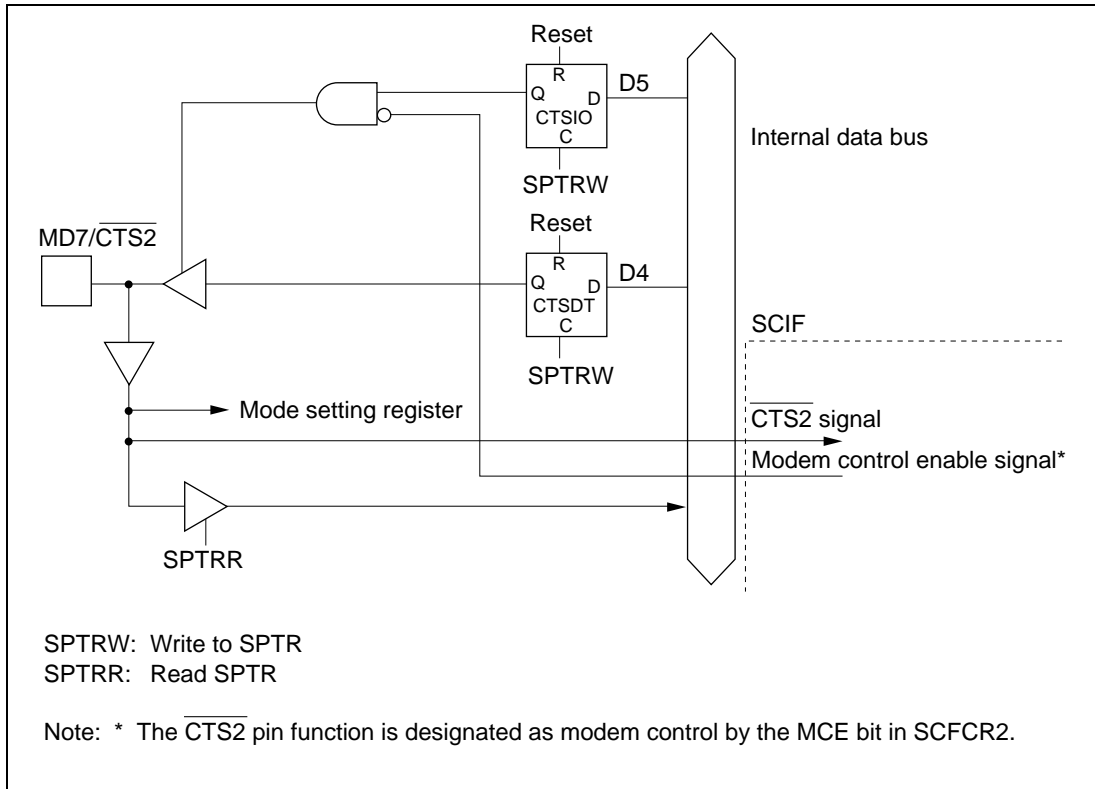 Reset
R
D5
Q
D
CTSIO
C
Internal data bus
SPTRW
Reset
MD7/CTS2
R
D4
Q
D
CTSDT
C
SCIF
SPTRW
Mode setting register
CTS2 signal
Modem control enable signal*
SPTRR
SPTRW: Write to SPTR
SPTRR: Read SPTR
Note: * The CTS2 pin function is designated as modem control by the MCE bit in SCFCR2.